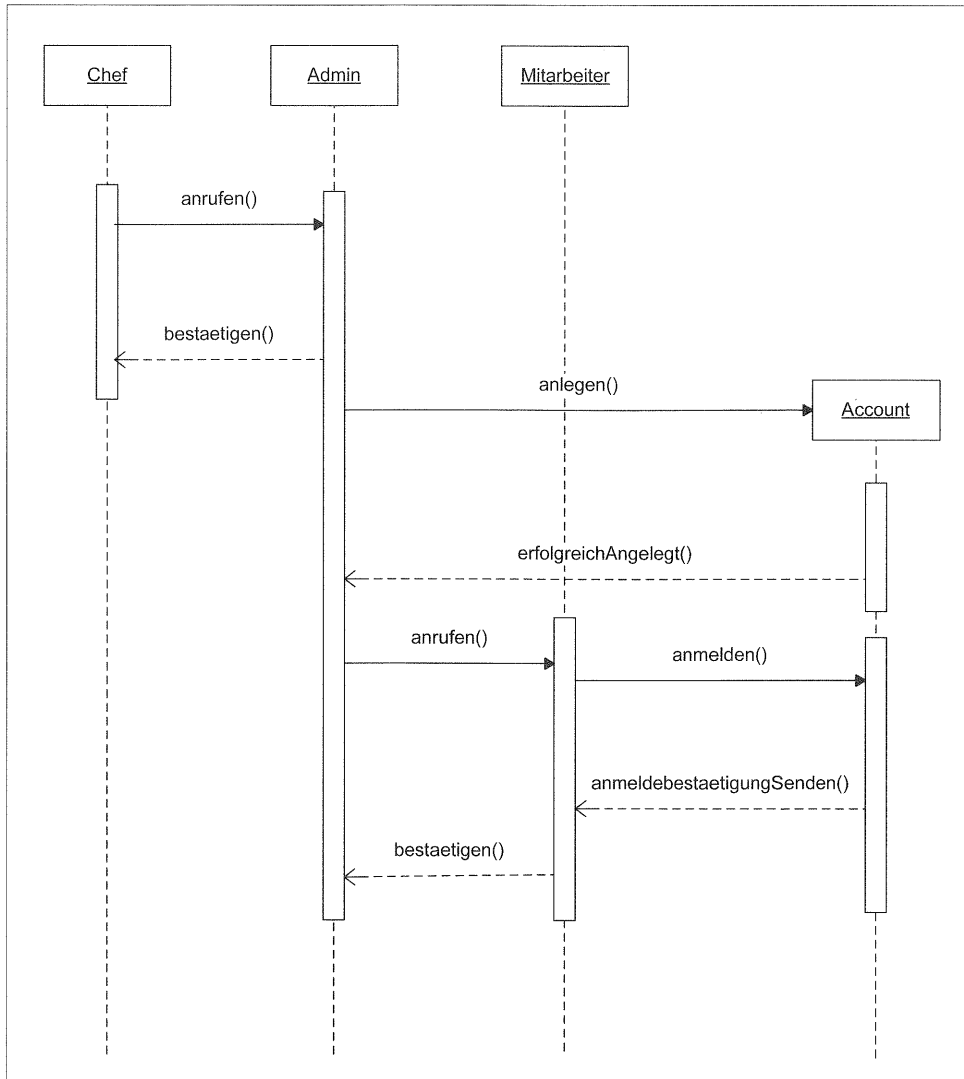 Chef
Admin
Mitarbeiter
anrufen()
bestaetigen()
anlegen()
Account
erfolgreichAngelegt()
anrufen()
anmelden()
anmeldebestaetigungSenden()
bestaetigen()